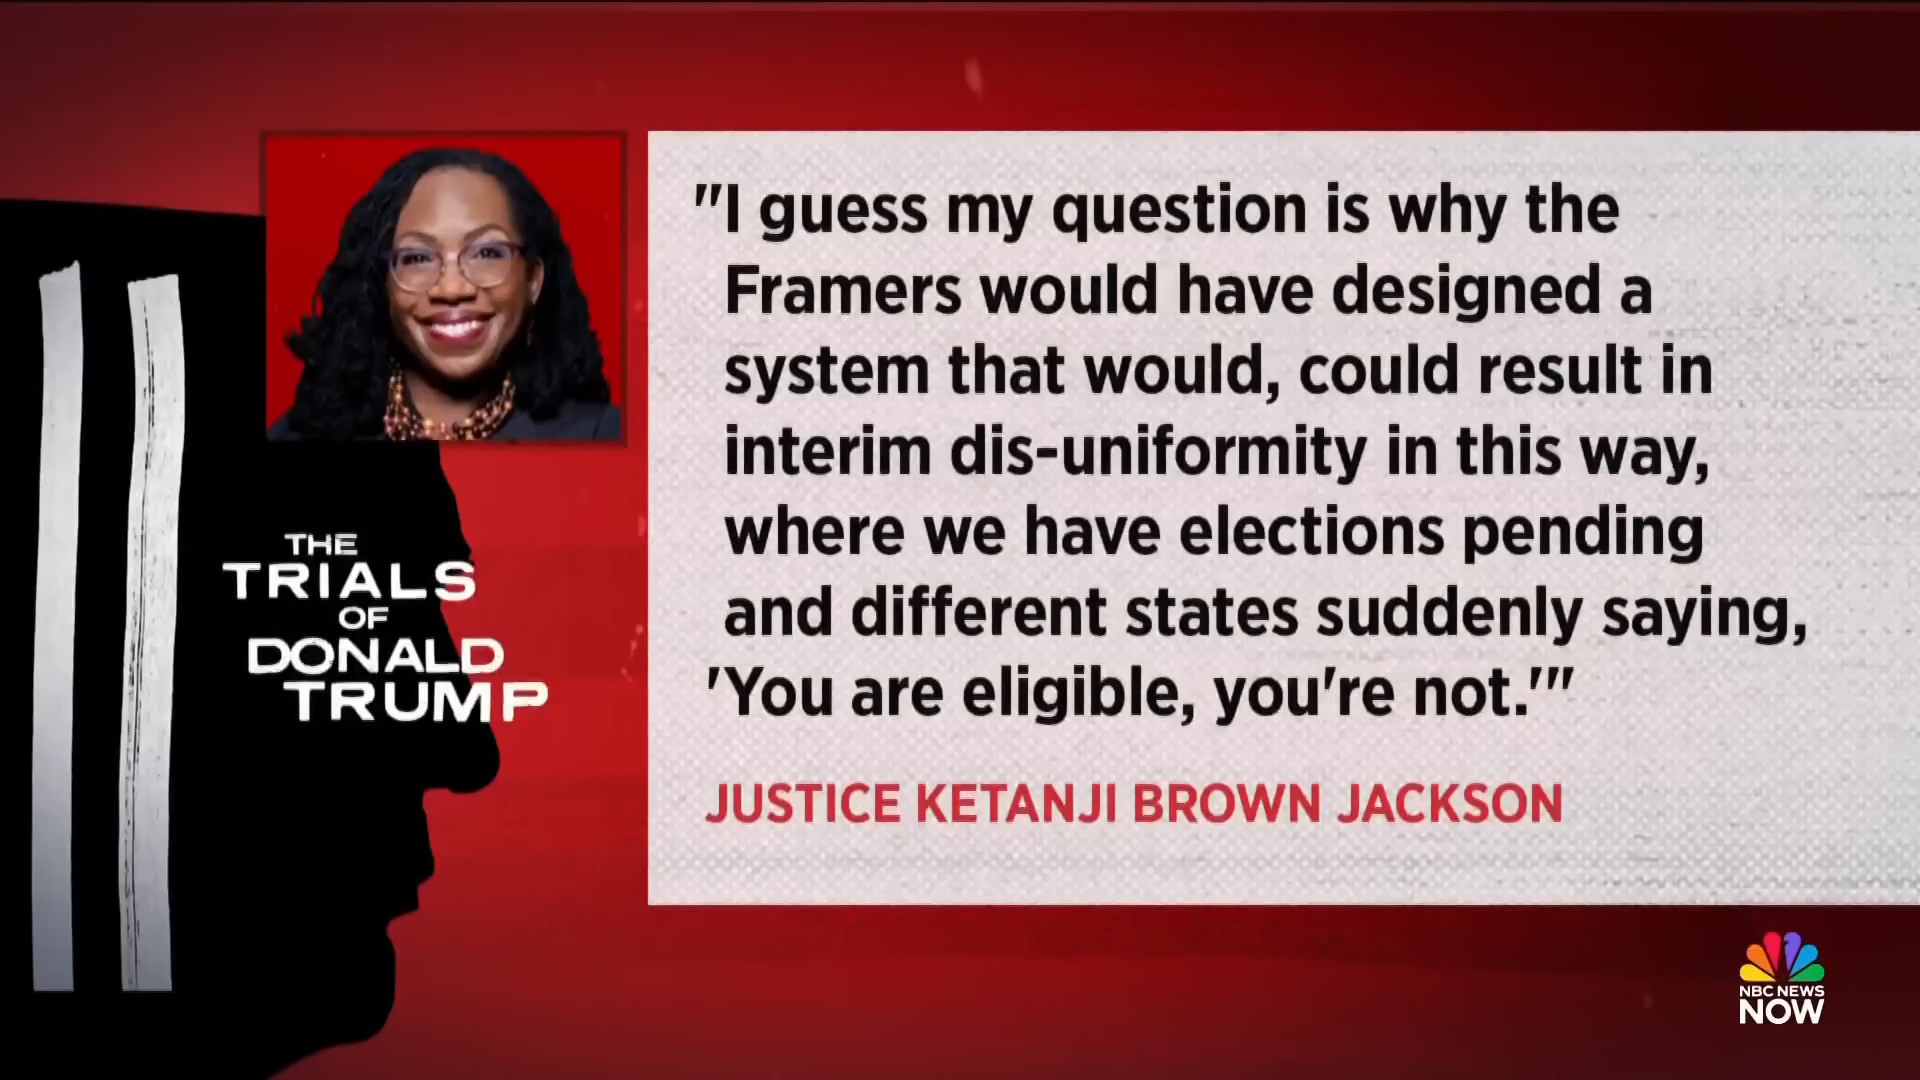 THE
TRIALS
OF
DONALD
TRUMP
"I guess my question is why the
Framers would have designed a
system that would, could result in
interim dis-uniformity in this way,
where we have elections pending
and different states suddenly saying,
'You are eligible, you're not.'"
JUSTICE KETANJI BROWN JACKSON
NBC NEWS
NOW